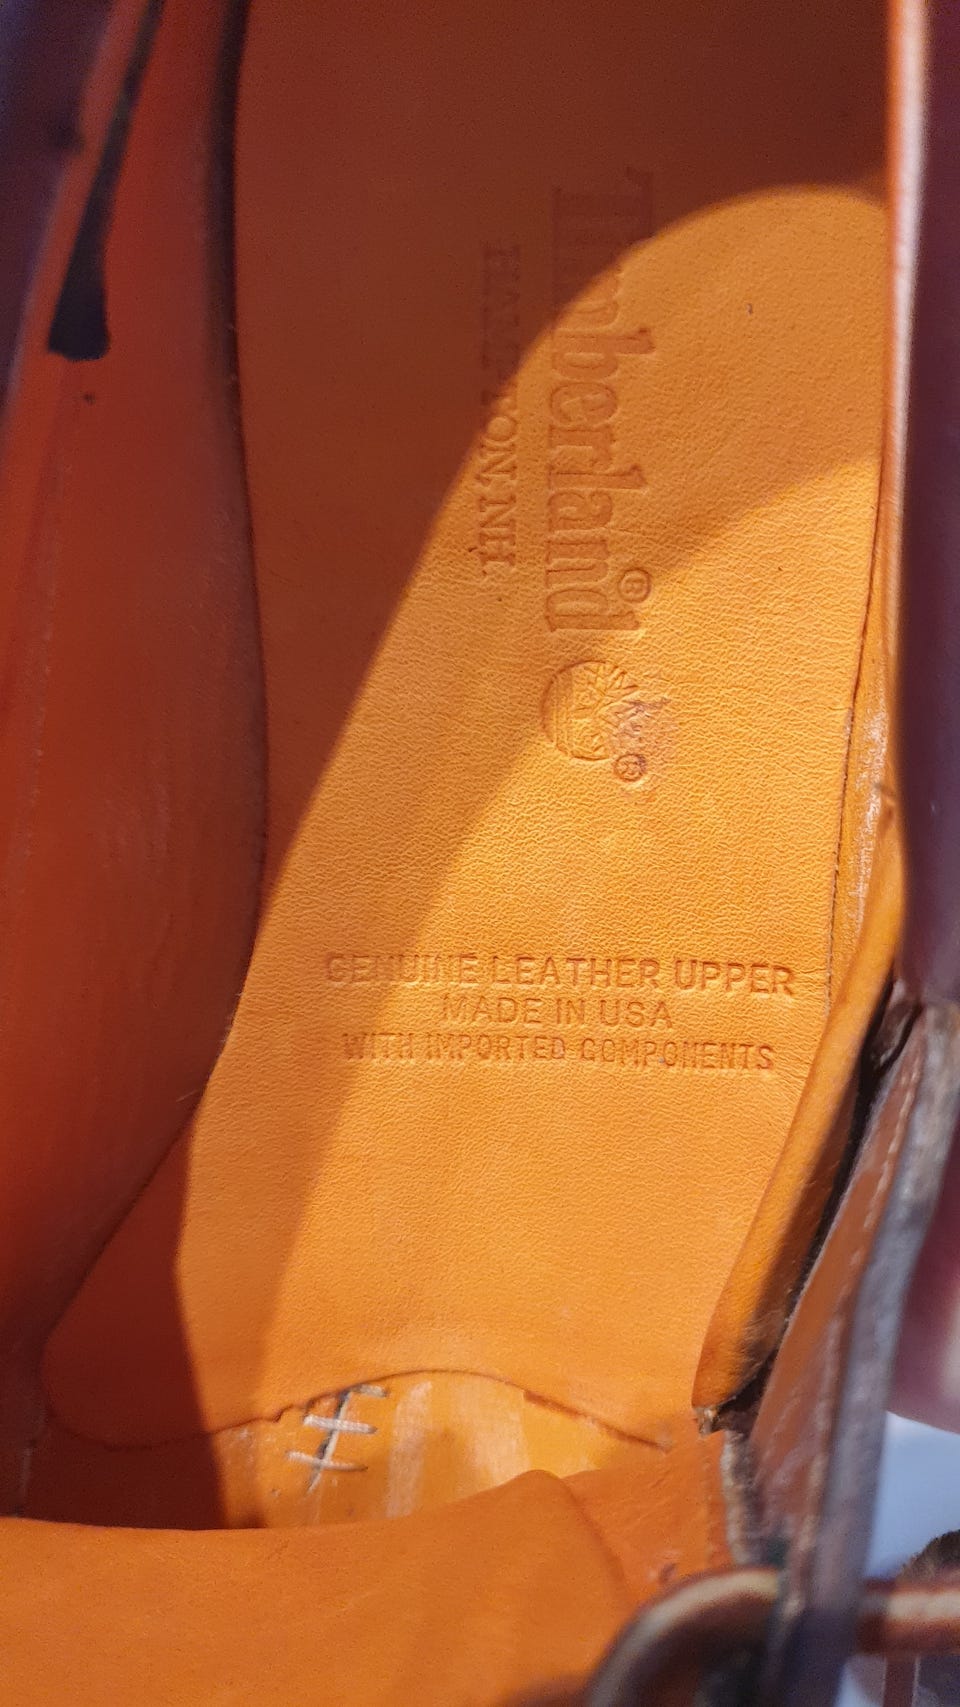 Timberland®
HAMPTON, NH.
®
GENUINE LEATHER UPPER
MADE IN USA
WITH IMPORTED COMPONENTS